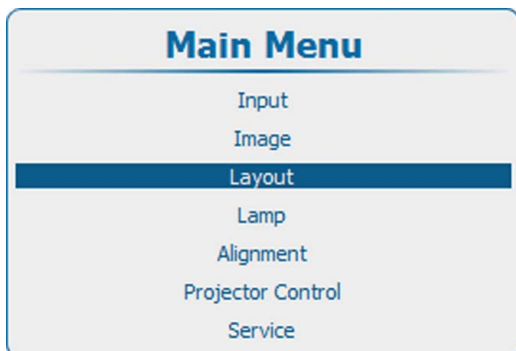 Main Menu
Input
Image
Layout
Lamp
Alignment
Projector Control
Service